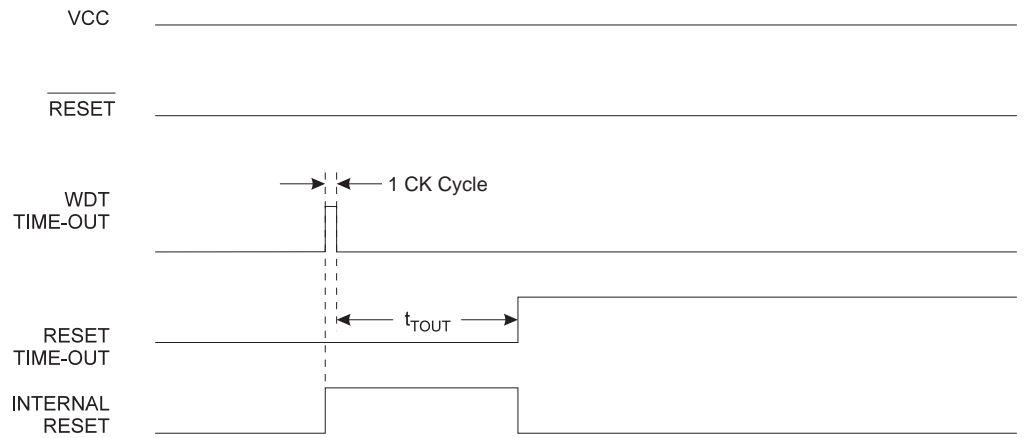 VCC
RESET
1 CK Cycle
WDT
TIME-OUT
tTOUT
RESET
TIME-OUT
INTERNAL
RESET